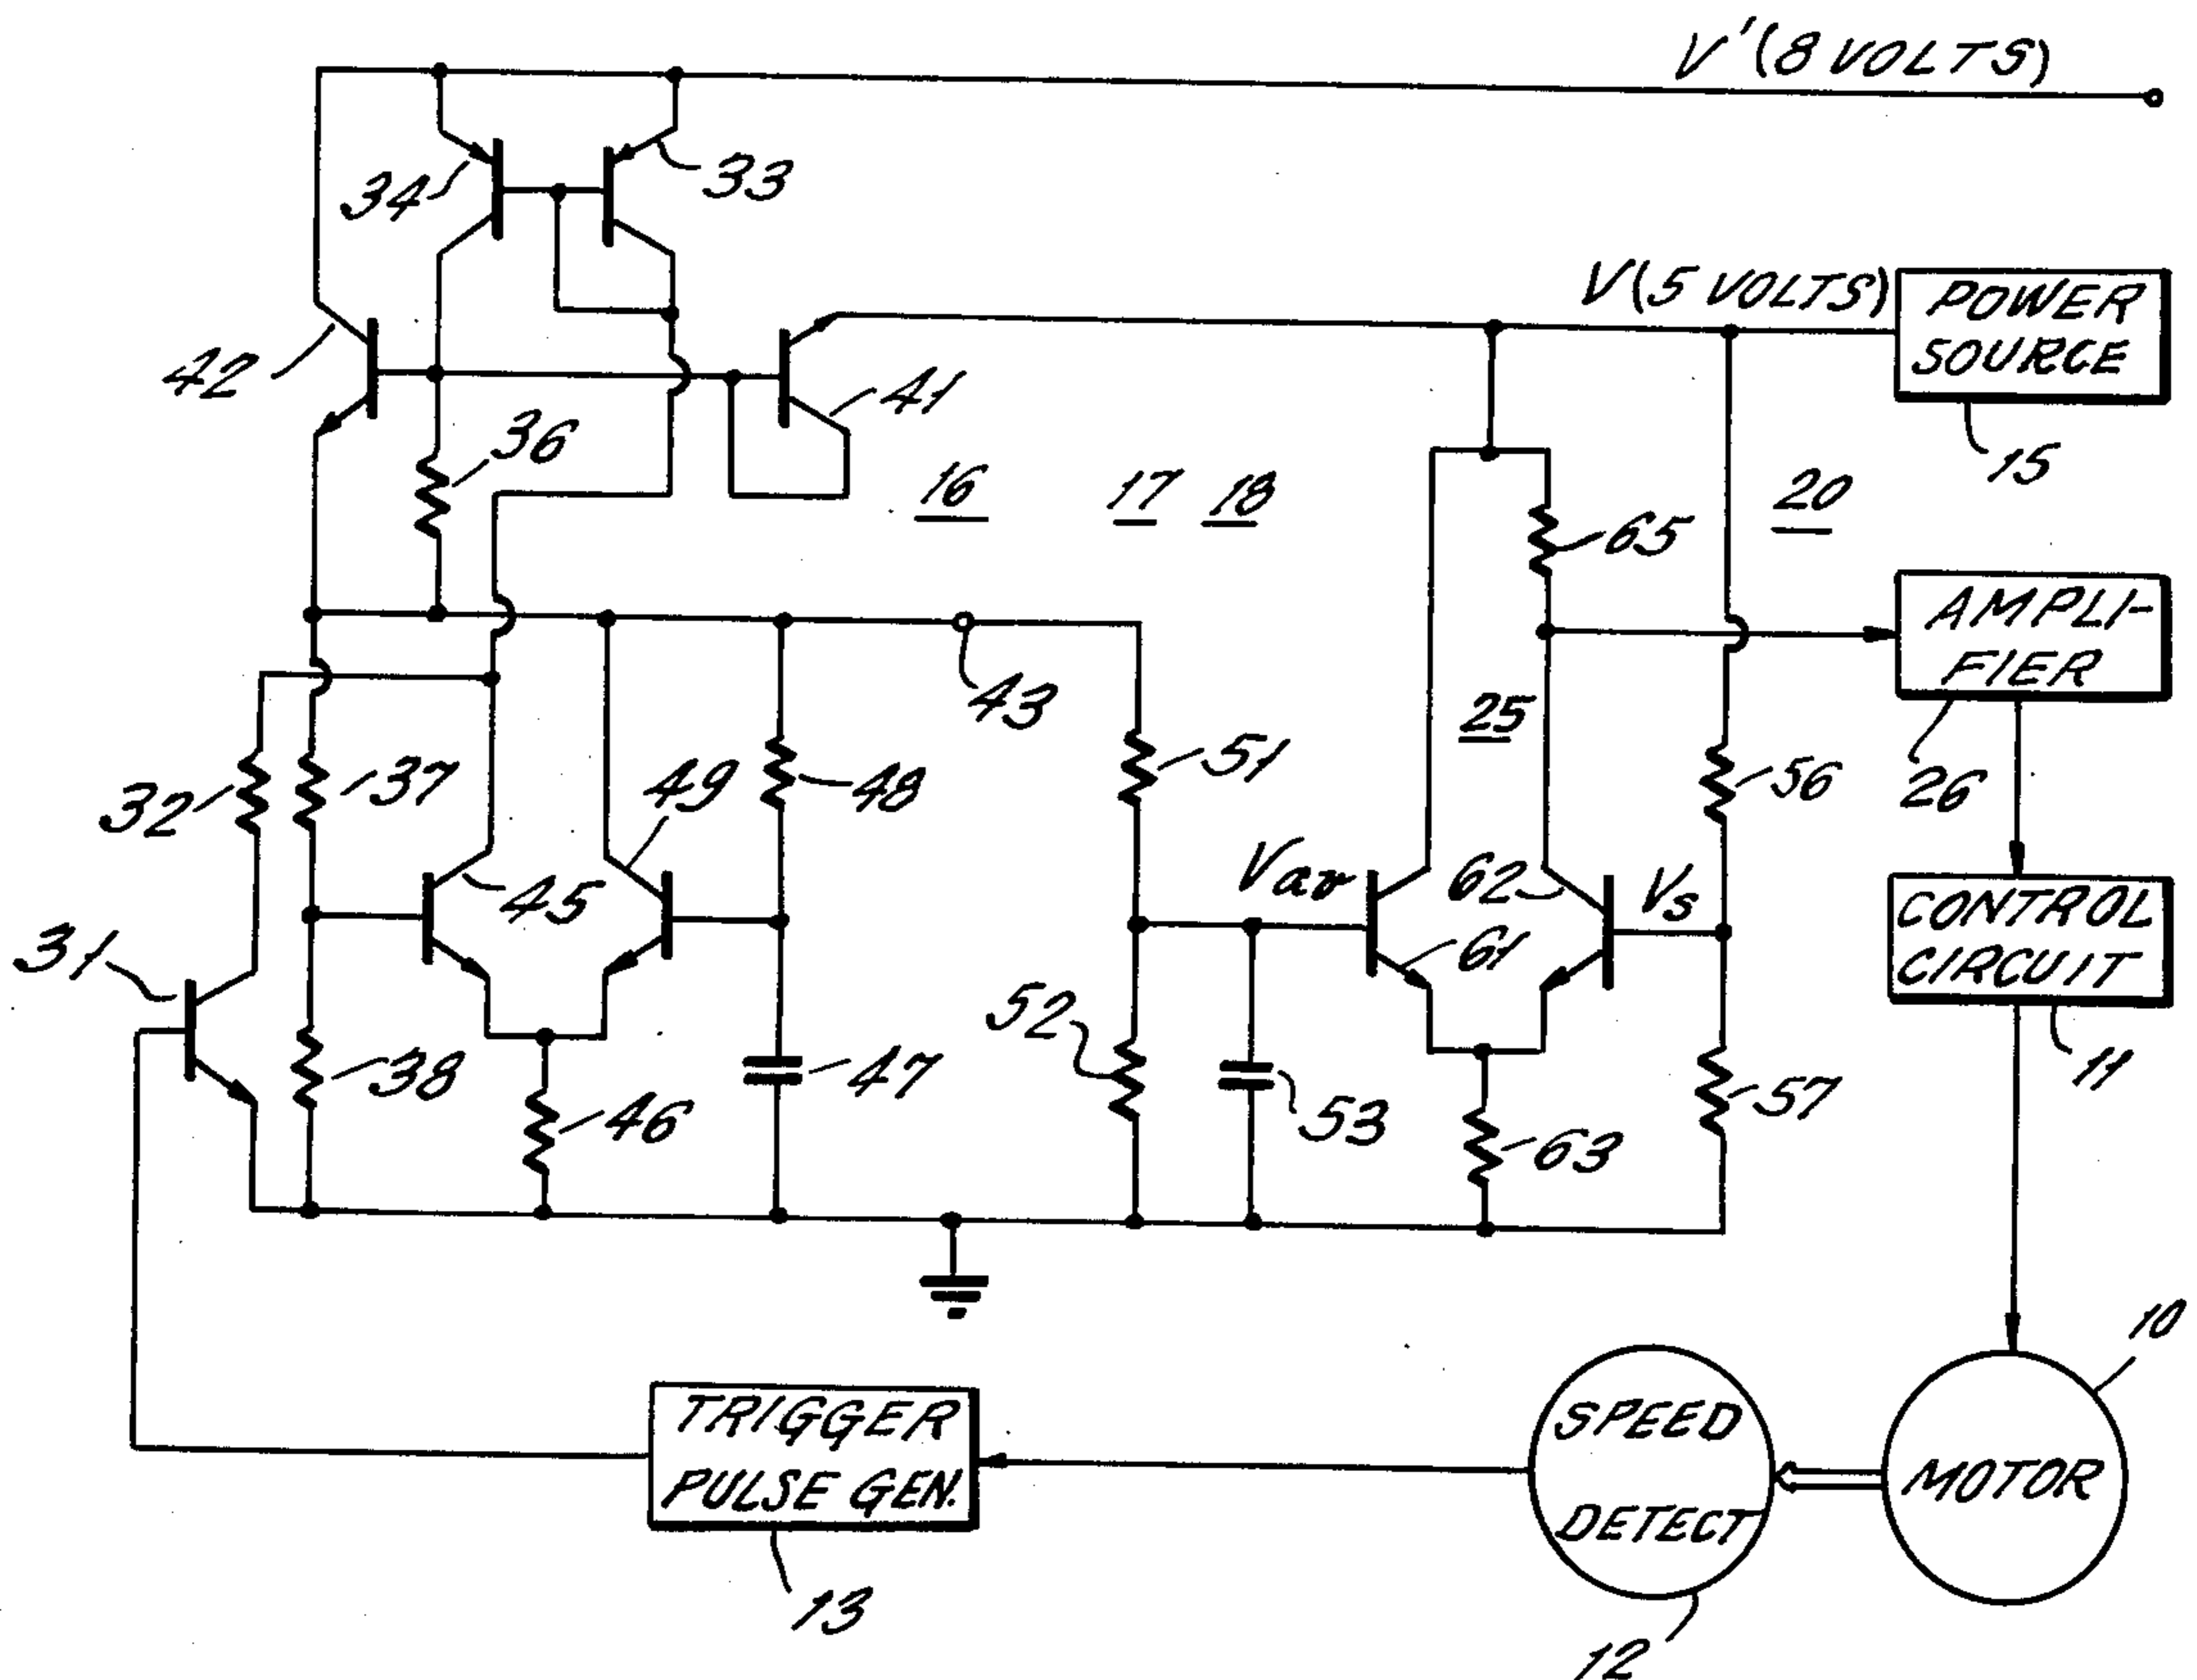 V'(8 VOLTS)
34
33
V(5 VOLTS)
POWER
SOURCE
42
41
36
16
17
18
20
15
65
AMPLI-
FIER
43
25
32
37
49
48
51
56
26
45
Vav
62
Vs
CONTROL
CIRCUIT
31
61
52
38
46
47
53
63
57
11
10
TRIGGER
PULSE GEN.
SPEED
DETECT
MOTOR
13
12